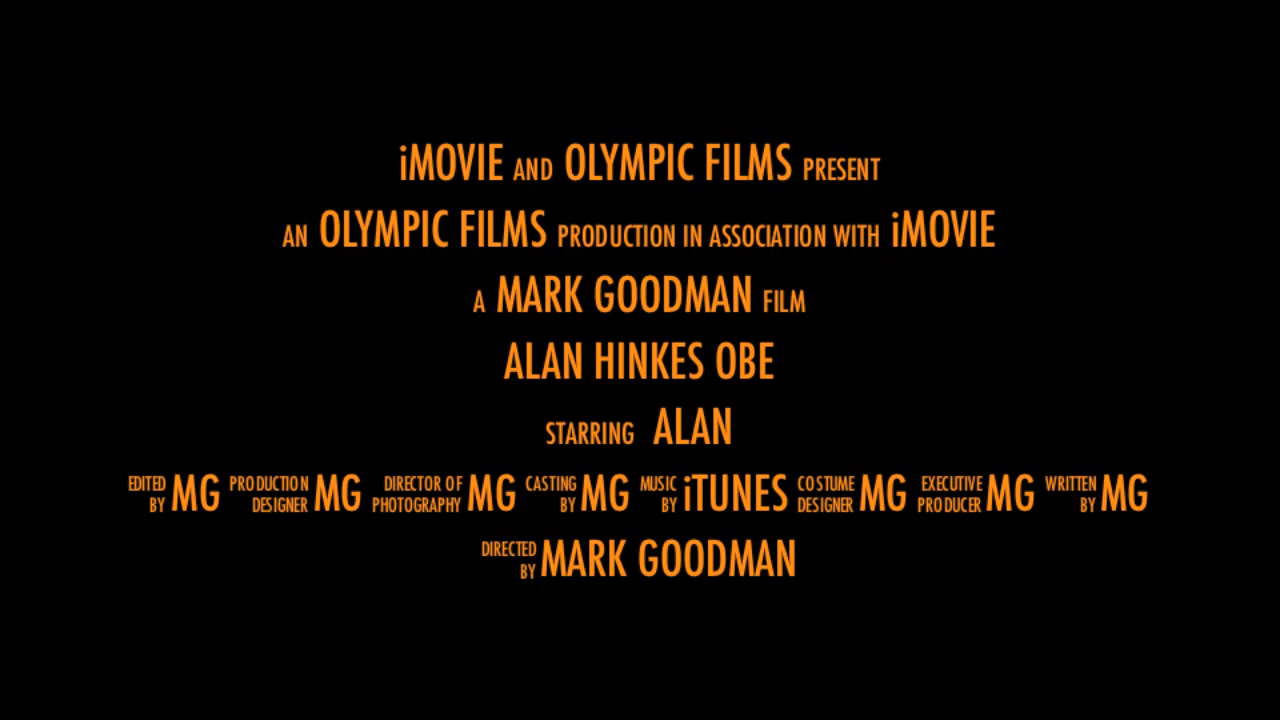 iMOVIE AND OLYMPIC FILMS PRESENT
AN OLYMPIC FILMS PRODUCTION IN ASSOCIATION WITH iMOVIE
A MARK GOODMAN FILM
ALAN HINKES OBE
STARRING ALAN
EDITED BY MG PRODUCTION DESIGNER MG DIRECTOR OF PHOTOGRAPHY MG CASTING BY MG MUSIC BY iTUNES COSTUME DESIGNER MG EXECUTIVE PRODUCER MG WRITTEN BY MG
DIRECTED BY MARK GOODMAN